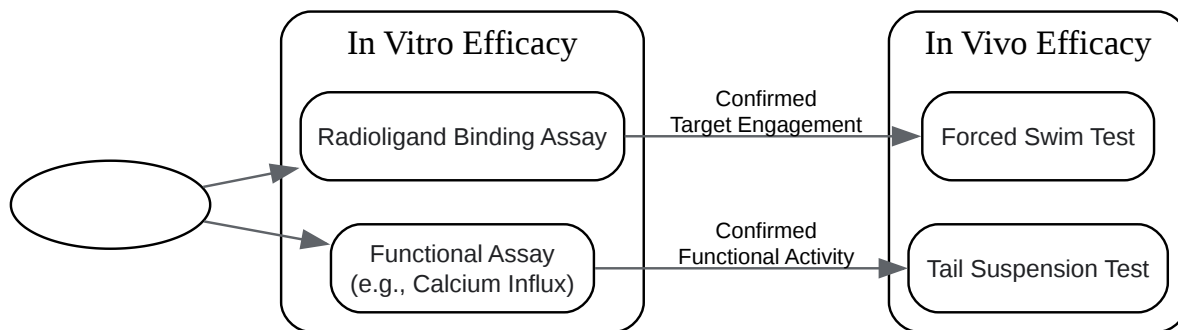 In Vitro Efficacy
Radioligand Binding Assay
Functional Assay
(e.g., Calcium Influx)
Confirmed
Target Engagement
Confirmed
Functional Activity
In Vivo Efficacy
Forced Swim Test
Tail Suspension Test